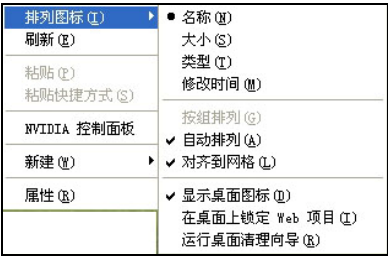 排列图标(I)
刷新(E)
粘贴(P)
粘贴快捷方式(S)
NVIDIA 控制面板
新建(W)
属性(R)
名称(N)
大小(S)
类型(T)
修改时间(M)
按组排列(G)
自动排列(A)
对齐到网格(L)
显示桌面图标(D)
在桌面上锁定 Web 项目(I)
运行桌面清理向导(R)